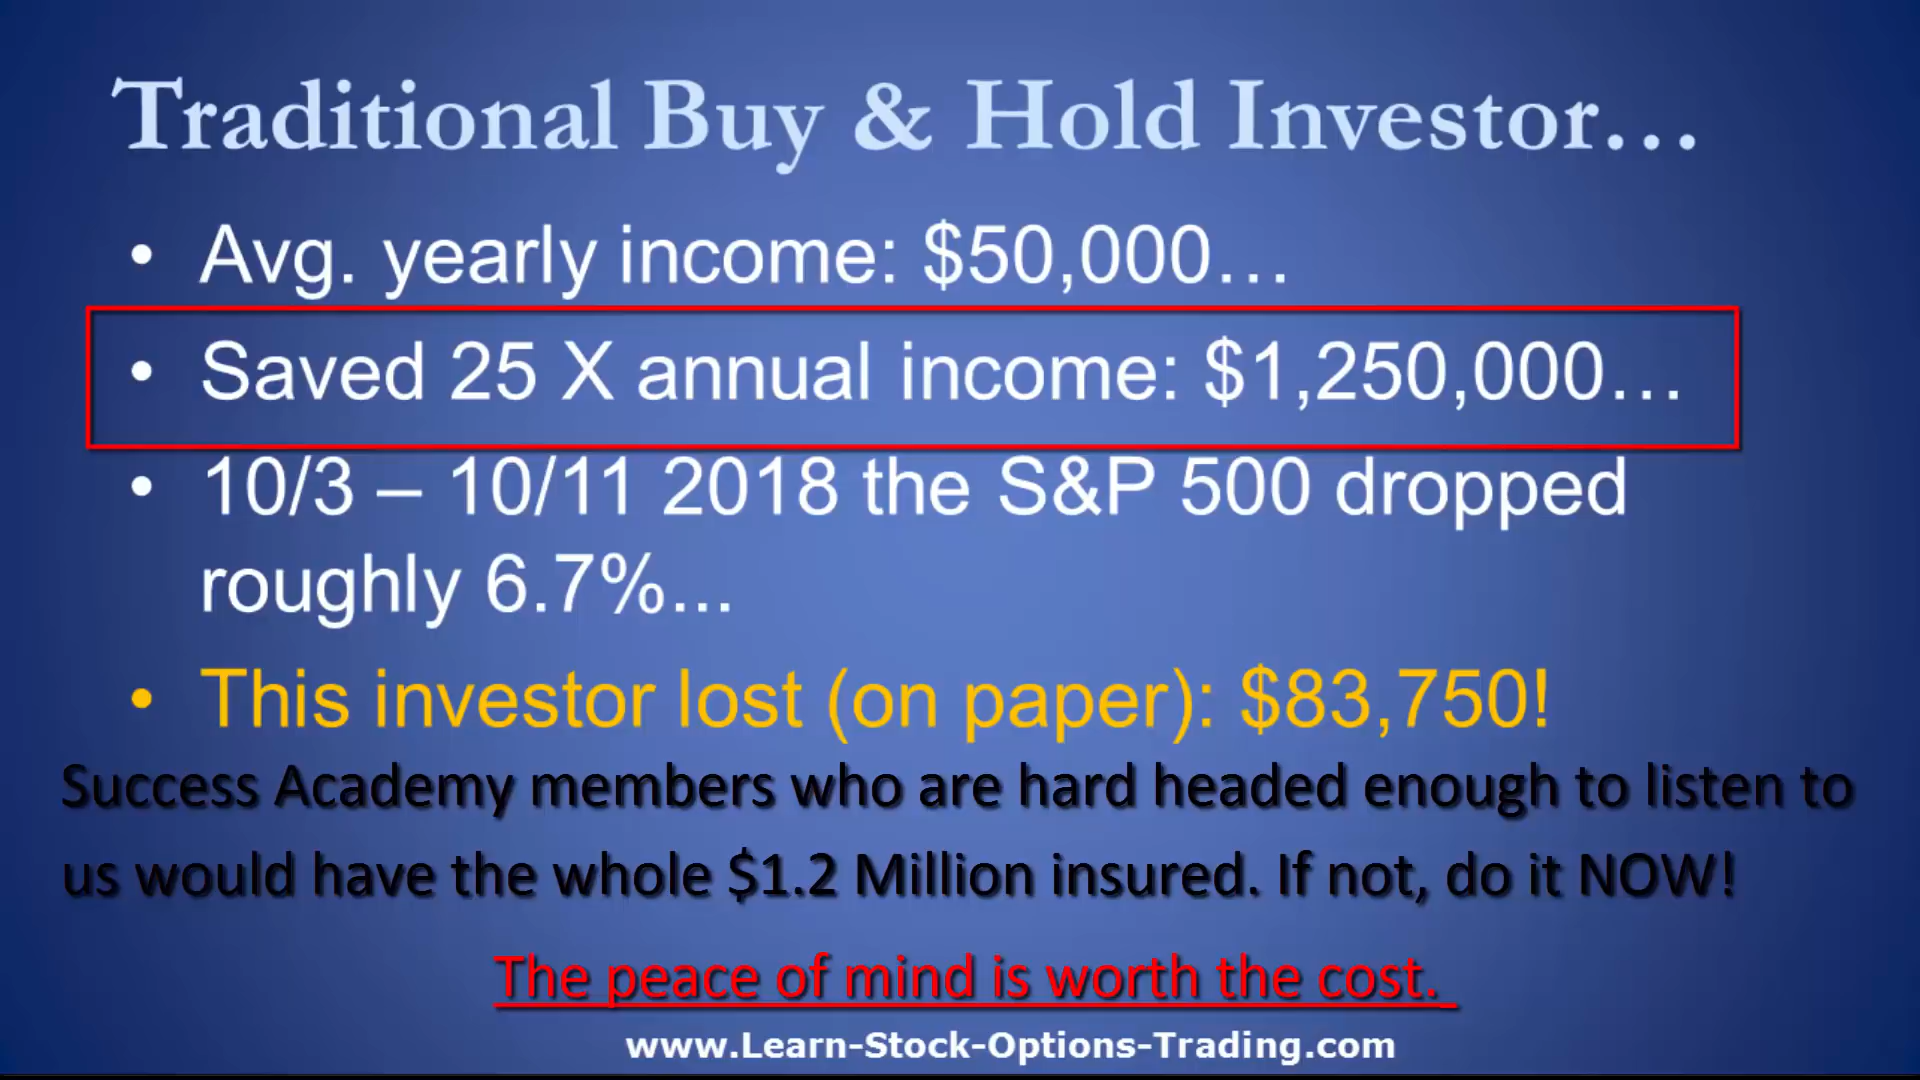 Traditional Buy & Hold Investor…
• Avg. yearly income: $50,000…
• Saved 25 X annual income: $1,250,000…
• 10/3 – 10/11 2018 the S&P 500 dropped
roughly 6.7%...
• This investor lost (on paper): $83,750!
Success Academy members who are hard headed enough to listen to
us would have the whole $1.2 Million insured. If not, do it NOW!
The peace of mind is worth the cost.
www.Learn-Stock-Options-Trading.com